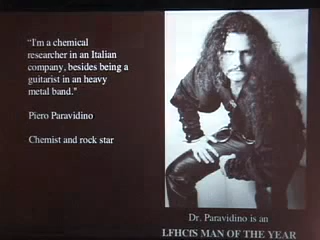 “I'm a chemical
researcher in an Italian
company, besides being a
guitarist in an heavy
metal band."
Piero Paravidino
Chemist and rock star
Dr. Paravidino is an
LFHCfS MAN OF THE YEAR